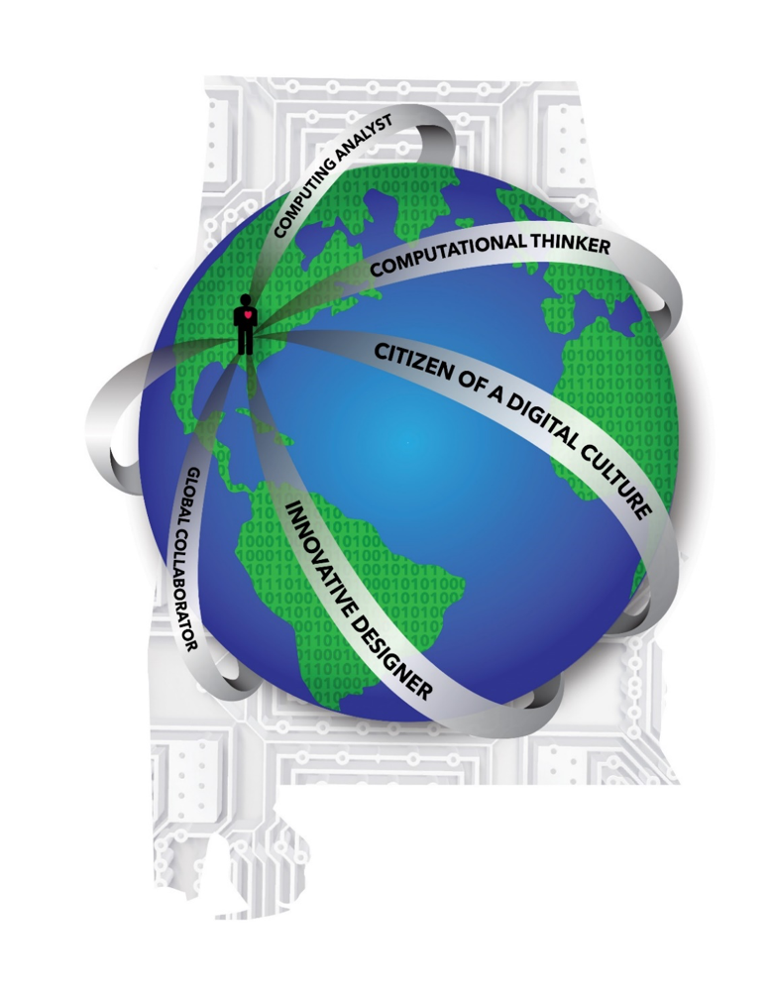 COMPUTING ANALYST
COMPUTATIONAL THINKER
CITIZEN OF A DIGITAL CULTURE
GLOBAL COLLABORATOR
INNOVATIVE DESIGNER